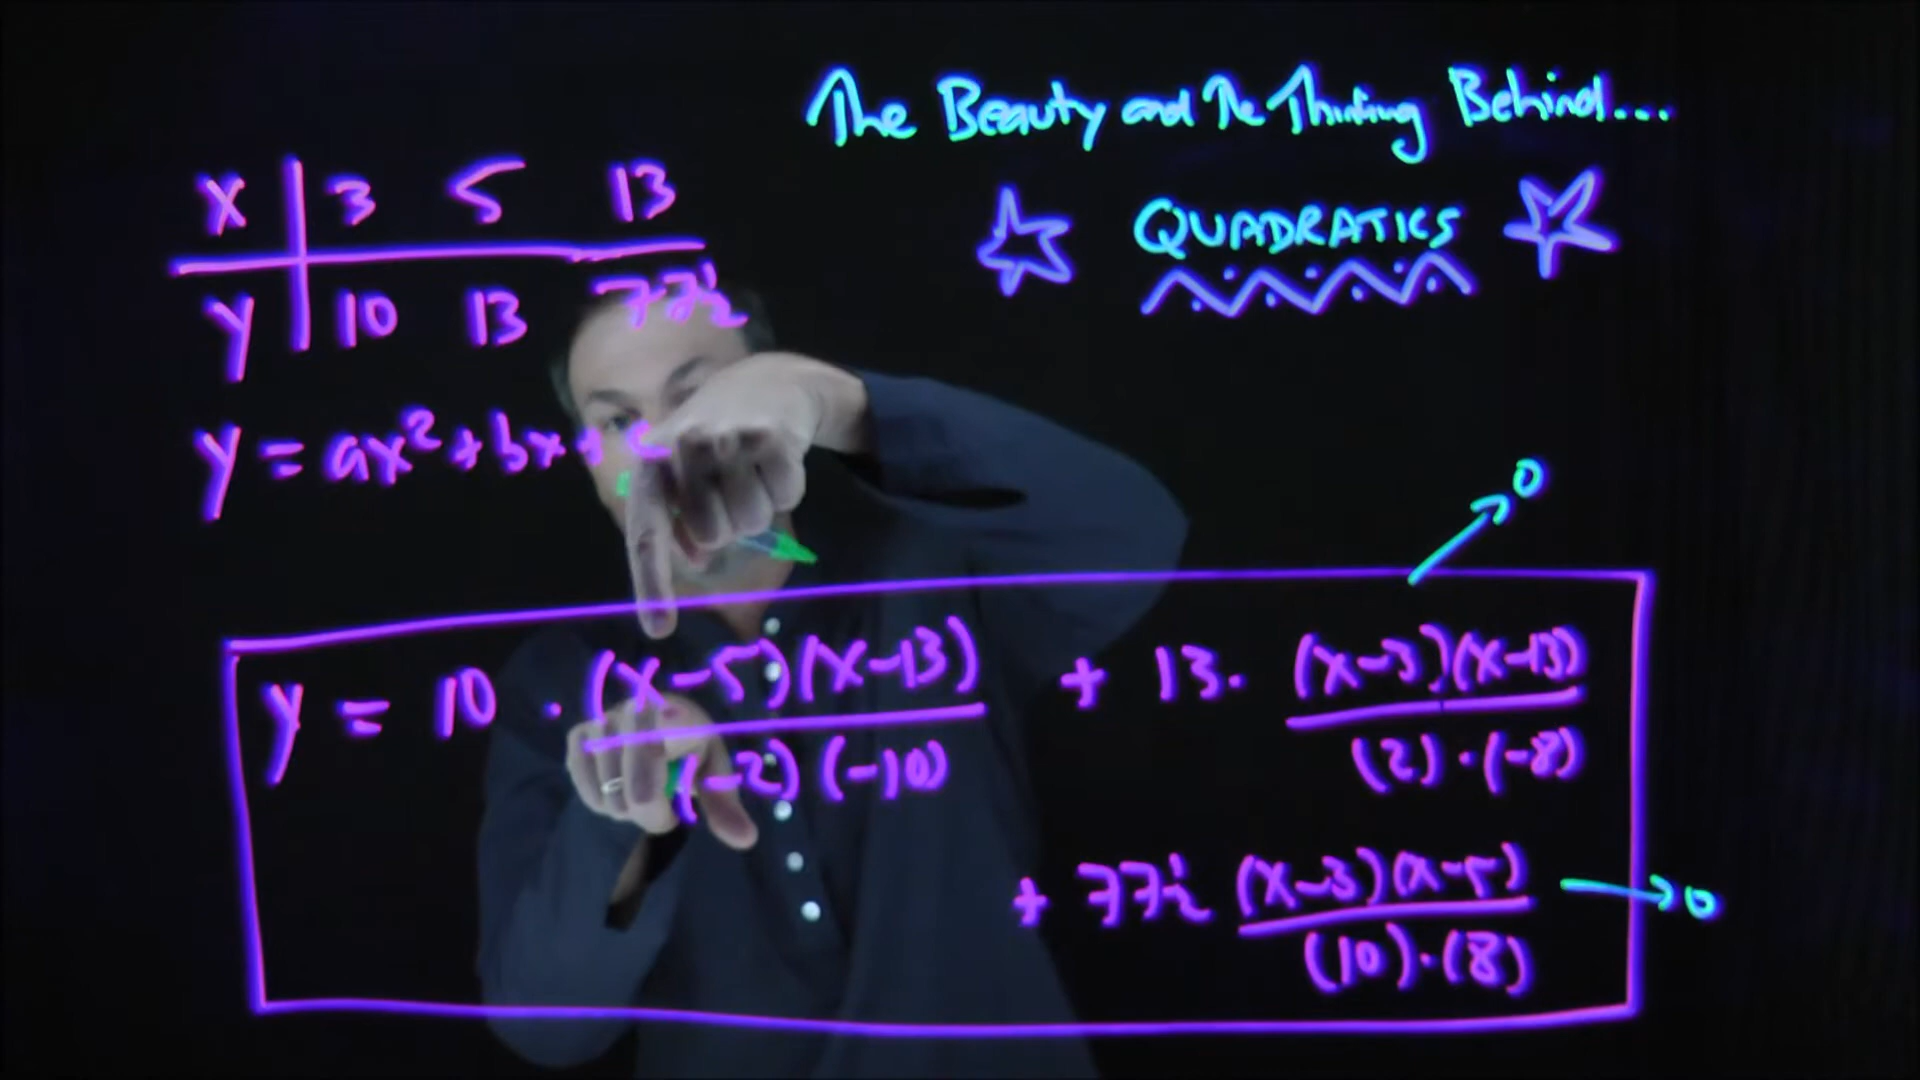 The Beauty and The Thinking Behind...
QUADRATICS
x | 3 5 13
y | 10 13 77½
y = ax²+bx+c
→0
y = 10 · (x-5)(x-13) / (-2)(-10) + 13 · (x-3)(x-13) / (2)·(-8)
+ 77½ (x-3)(x-5) / (10)·(8) →0